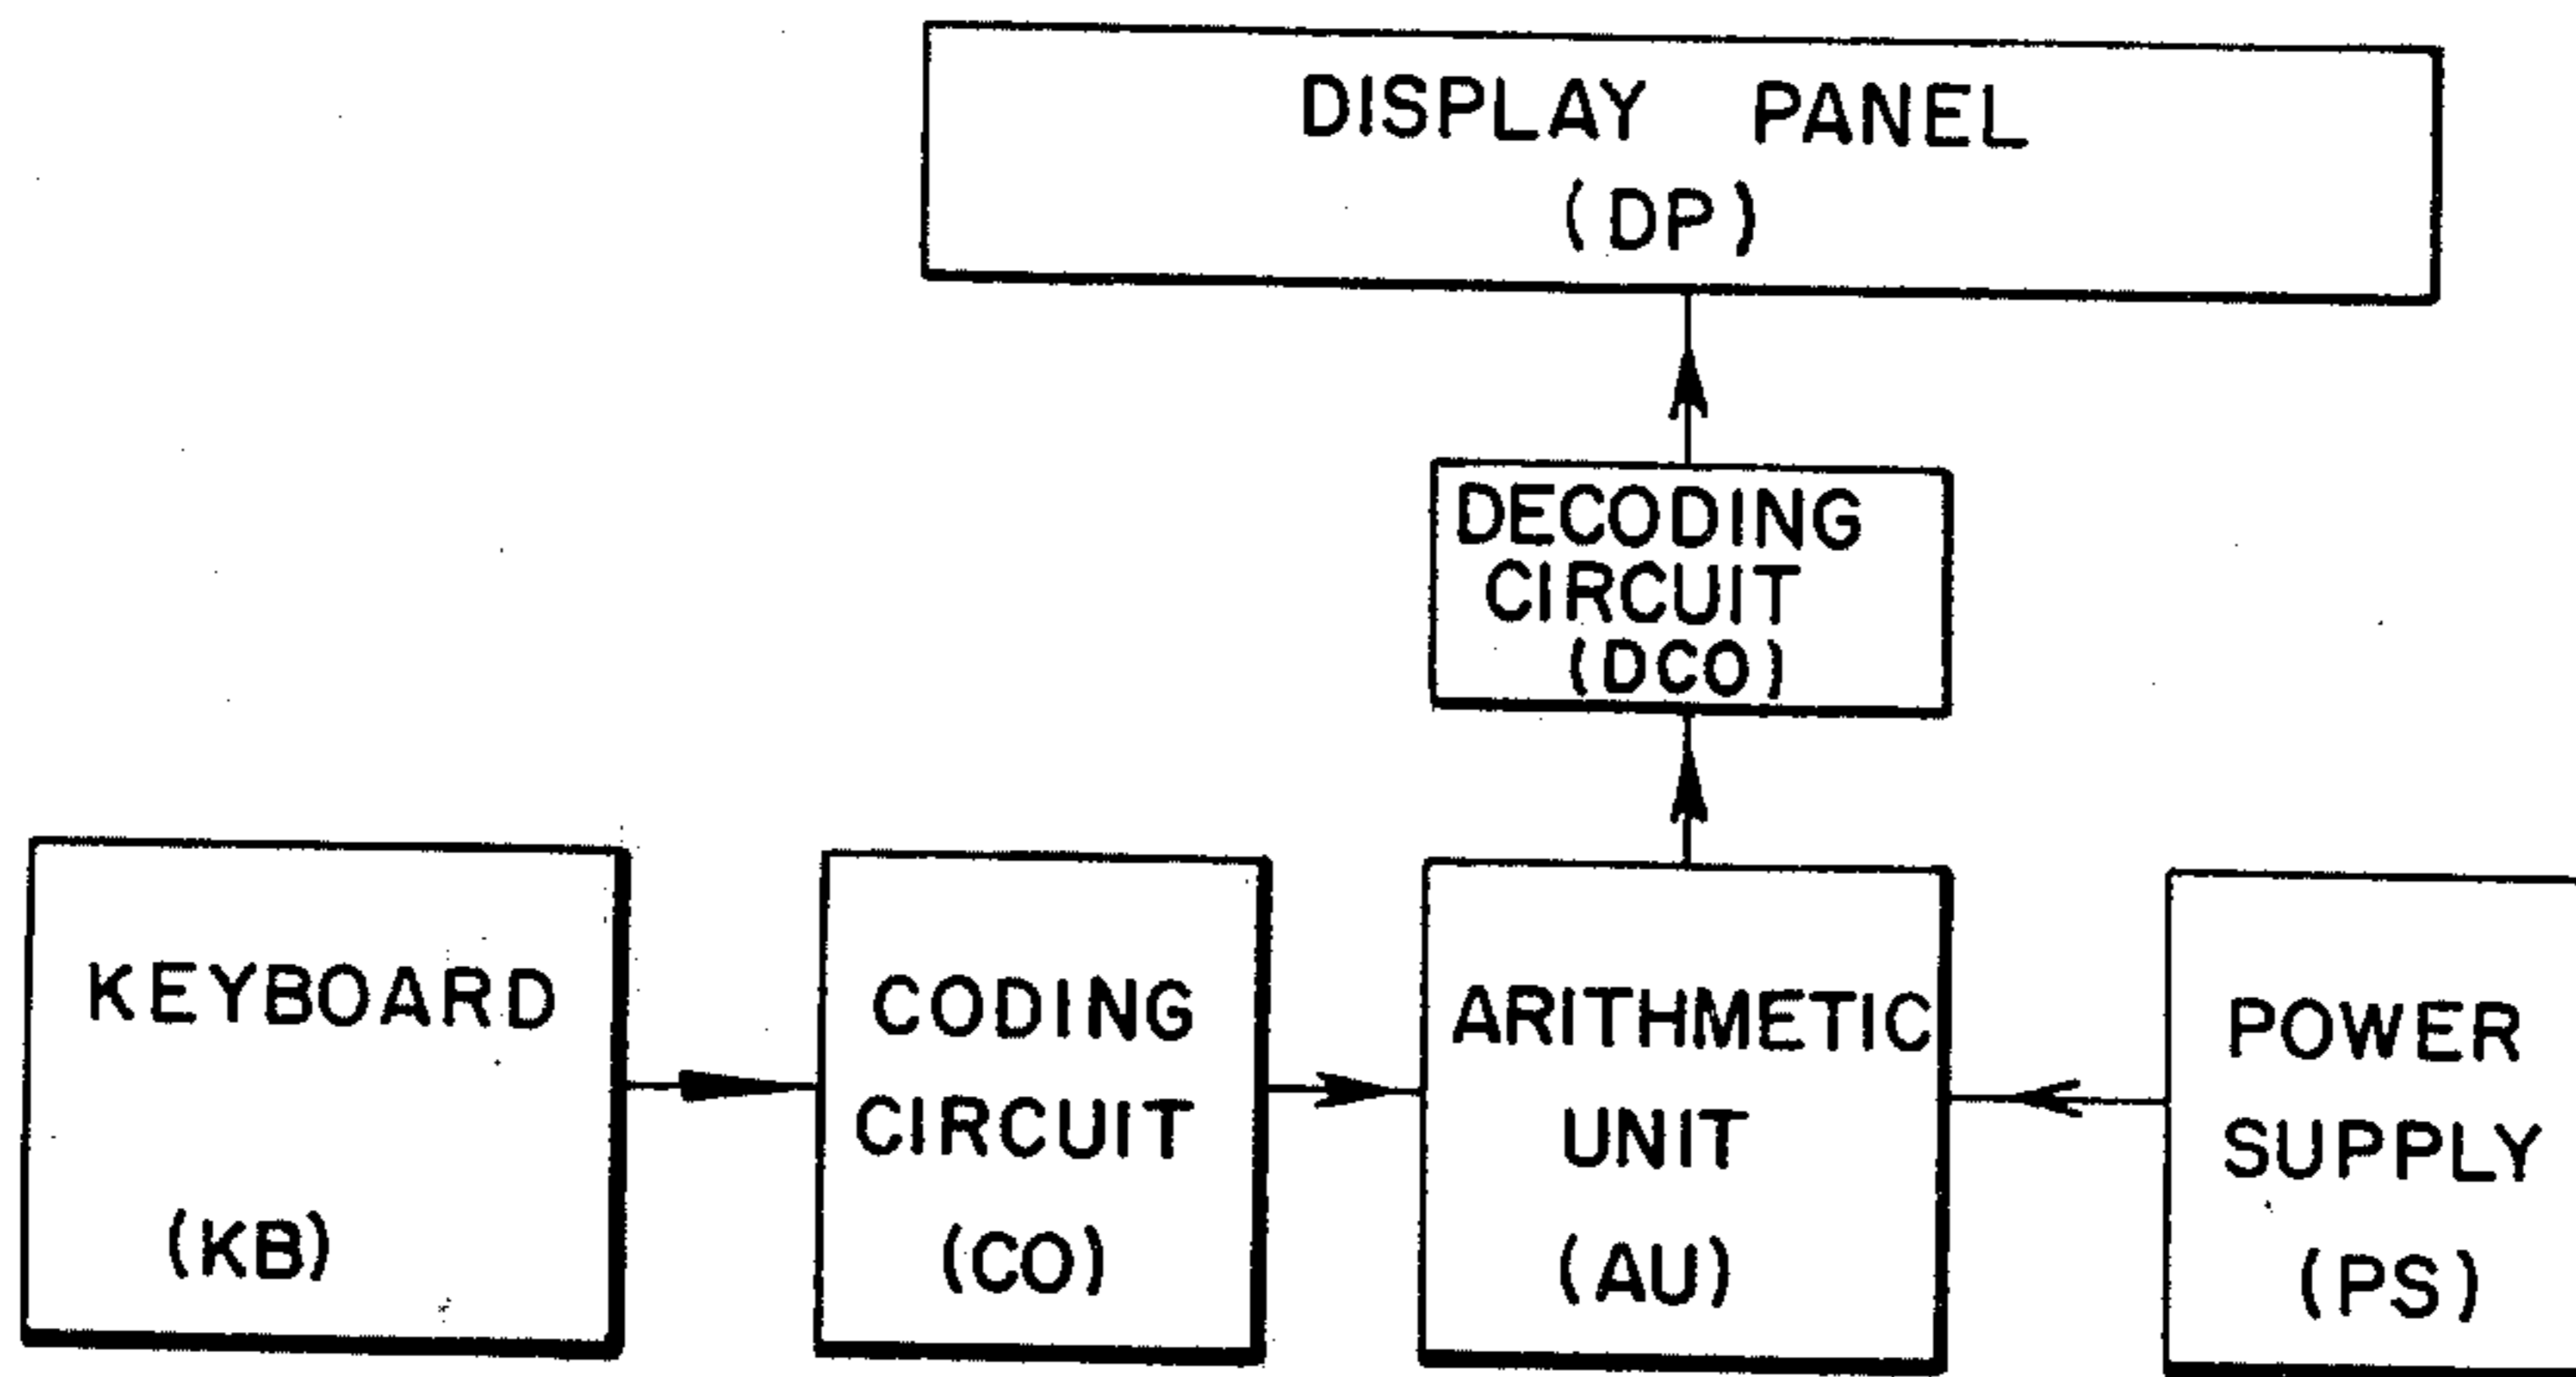 DISPLAY PANEL
(DP)
DECODING
CIRCUIT
(DCO)
KEYBOARD
(KB)
CODING
CIRCUIT
(CO)
ARITHMETIC
UNIT
(AU)
POWER
SUPPLY
(PS)